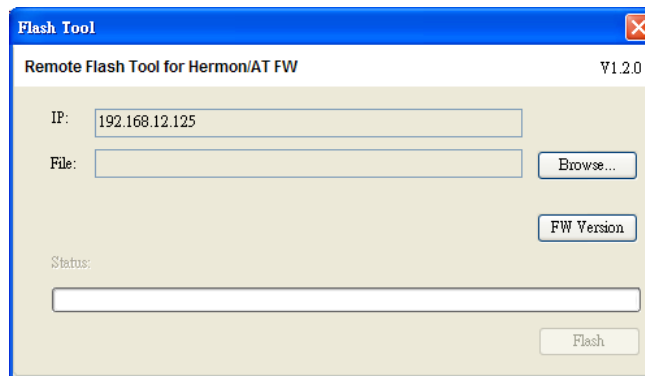 Flash Tool
Remote Flash Tool for Hermon/AT FW V1.2.0
IP: 192.168.12.125
File: Browse...
FW Version
Status:
Flash